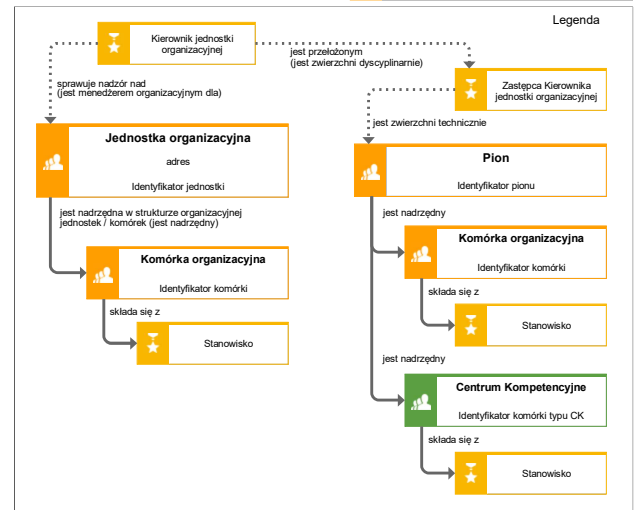 Legenda
Kierownik jednostki
organizacyjnej
jest przełożonym
(jest zwierzchni dyscyplinarnie)
sprawuje nadzór nad
(jest menedżerem organizacyjnym dla)
Zastępca Kierownika
jednostki organizacyjnej
jest zwierzchni technicznie
Jednostka organizacyjna
adres
Identyfikator jednostki
Pion
Identyfikator pionu
jest nadrzędna w strukturze organizacyjnej
jednostek / komórek (jest nadrzędny)
jest nadrzędny
Komórka organizacyjna
Identyfikator komórki
Komórka organizacyjna
Identyfikator komórki
składa się z
Stanowisko
składa się z
Stanowisko
jest nadrzędny
Centrum Kompetencyjne
Identyfikator komórki typu CK
składa się z
Stanowisko